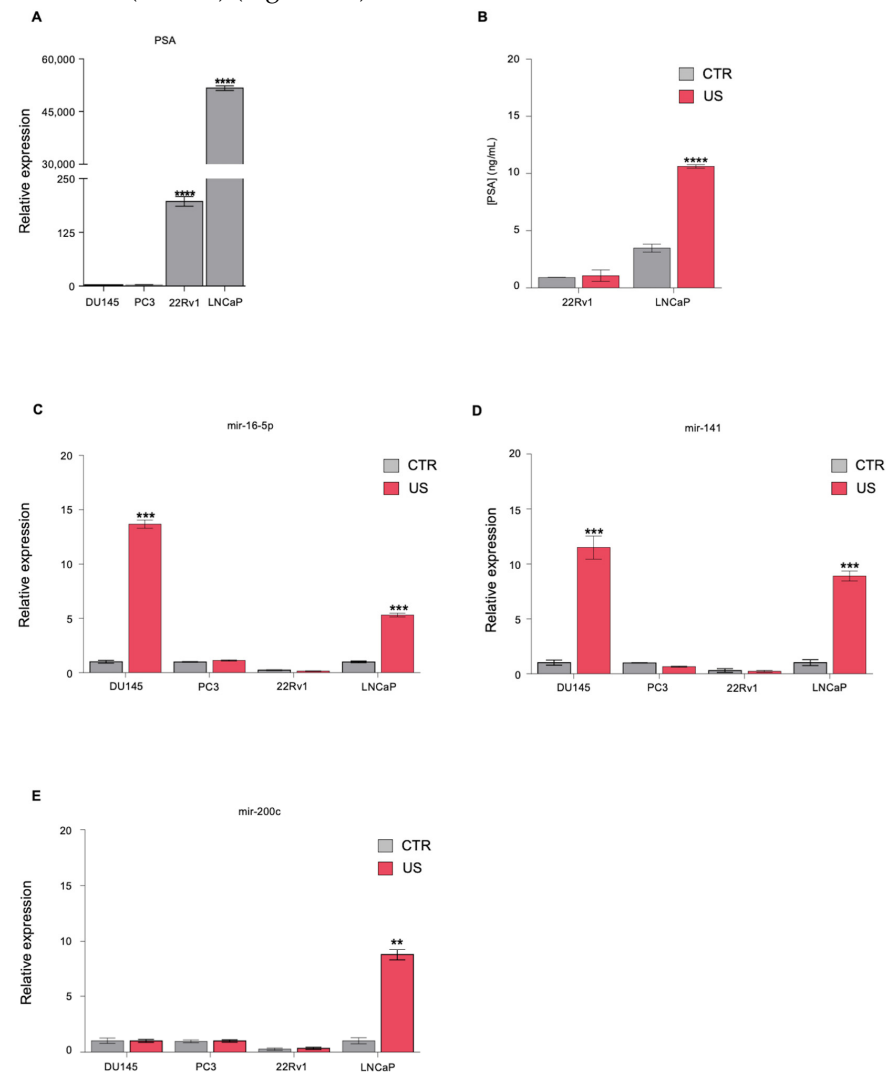 A
PSA
Relative expression
60,000
45,000
30,000
250
125
0
****
****
DU145 PC3 22Rv1 LNCaP
B
[PSA] (ng/mL)
20
15
10
5
0
CTR
US
****
22Rv1 LNCaP
C
mir-16-5p
Relative expression
20
15
10
5
0
CTR
US
***
***
DU145 PC3 22Rv1 LNCaP
D
mir-141
Relative expression
20
15
10
5
0
CTR
US
***
***
DU145 PC3 22Rv1 LNCaP
E
mir-200c
Relative expression
20
15
10
5
0
CTR
US
**
DU145 PC3 22Rv1 LNCaP